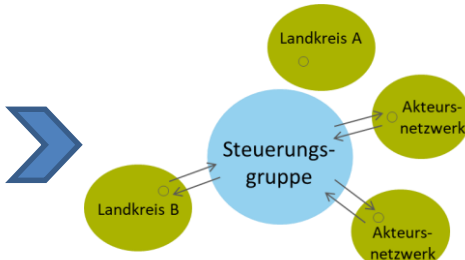 Landkreis A
Akteurs-
netzwerk
Steuerungs-
gruppe
Landkreis B
Akteurs-
netzwerk